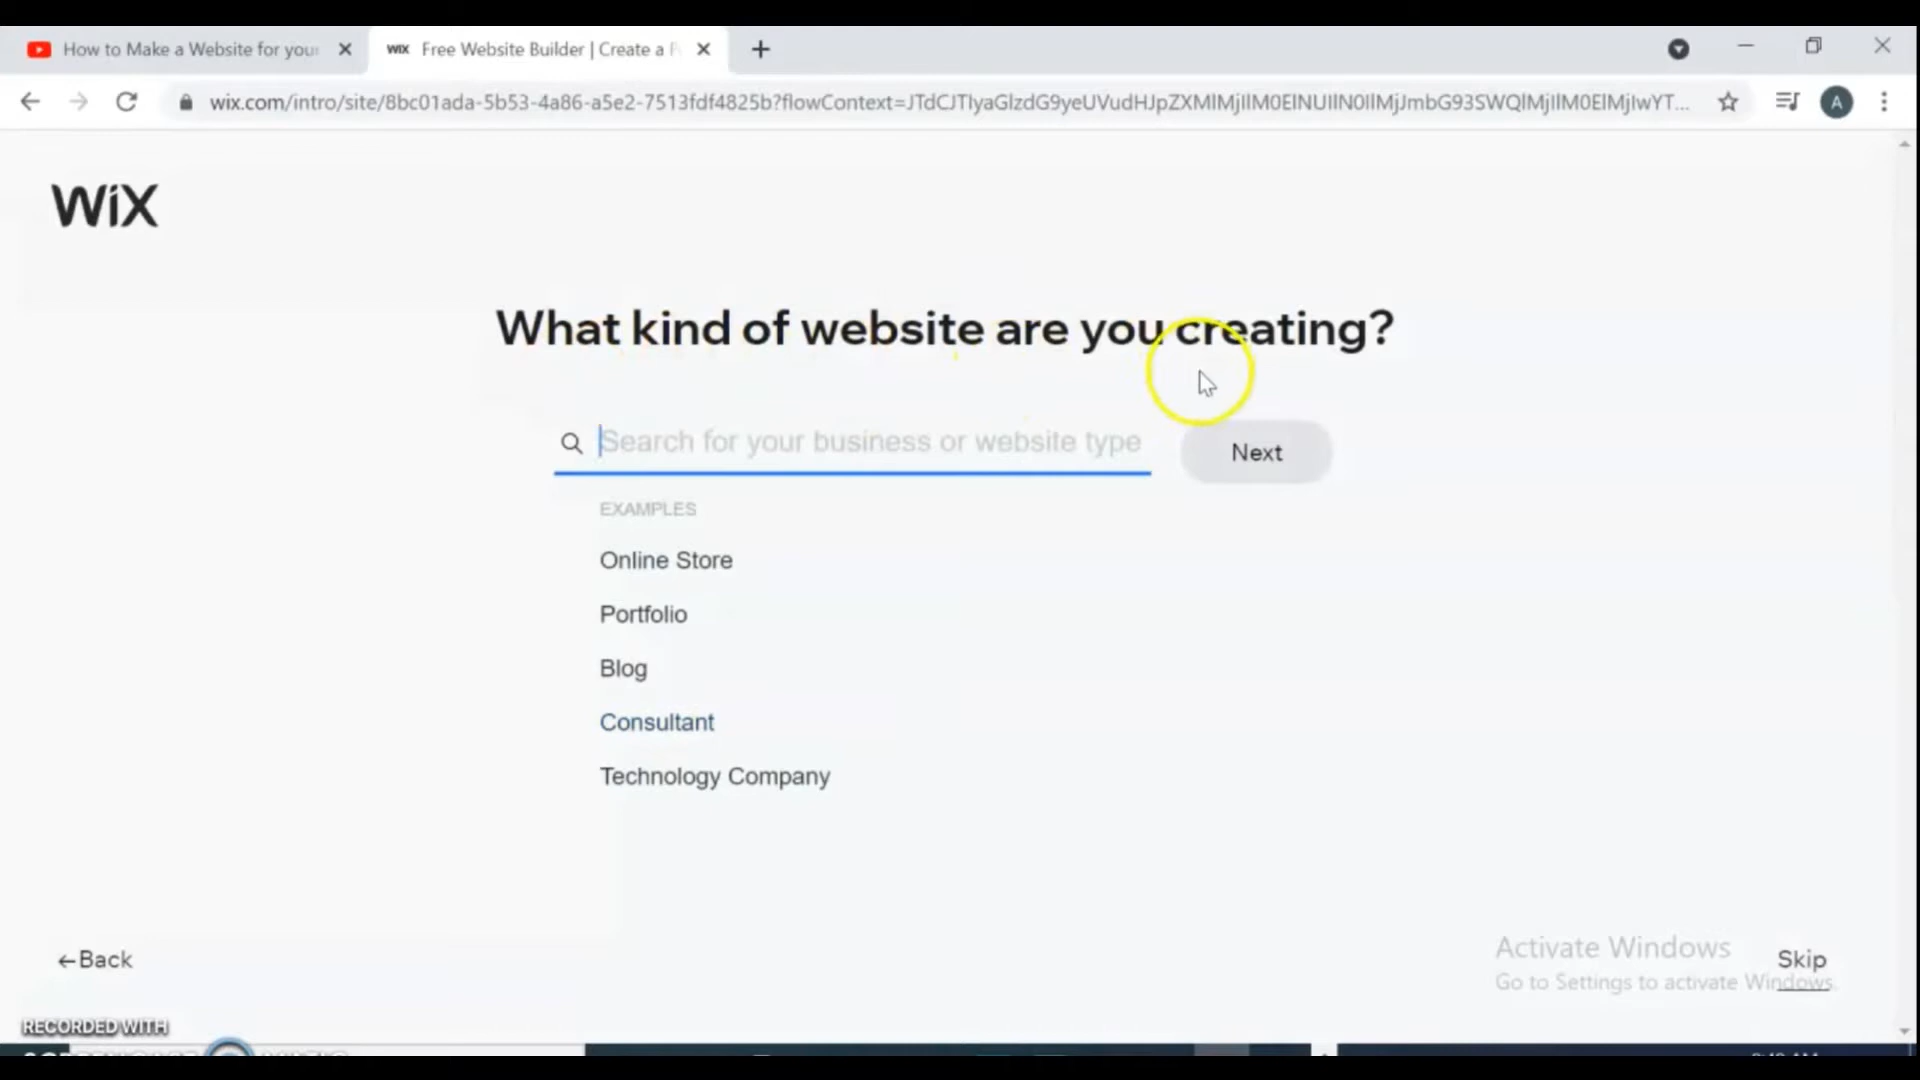 How to Make a Website for you
WiX Free Website Builder | Create a F
wix.com/intro/site/8bc01ada-5b53-4a86-a5e2-7513fdf4825b?flowContext=JTdCJTIyaGlzdG9yeUVudHJpZXMlMjIlM0ElNUIlN0IlMjJmbG93SWQlMjIlM0ElMjIwYT...
A
WiX
What kind of website are you creating?
Search for your business or website type
Next
EXAMPLES
Online Store
Portfolio
Blog
Consultant
Technology Company
←Back
Activate Windows
Skip
Go to Settings to activate Windows.
RECORDED WITH